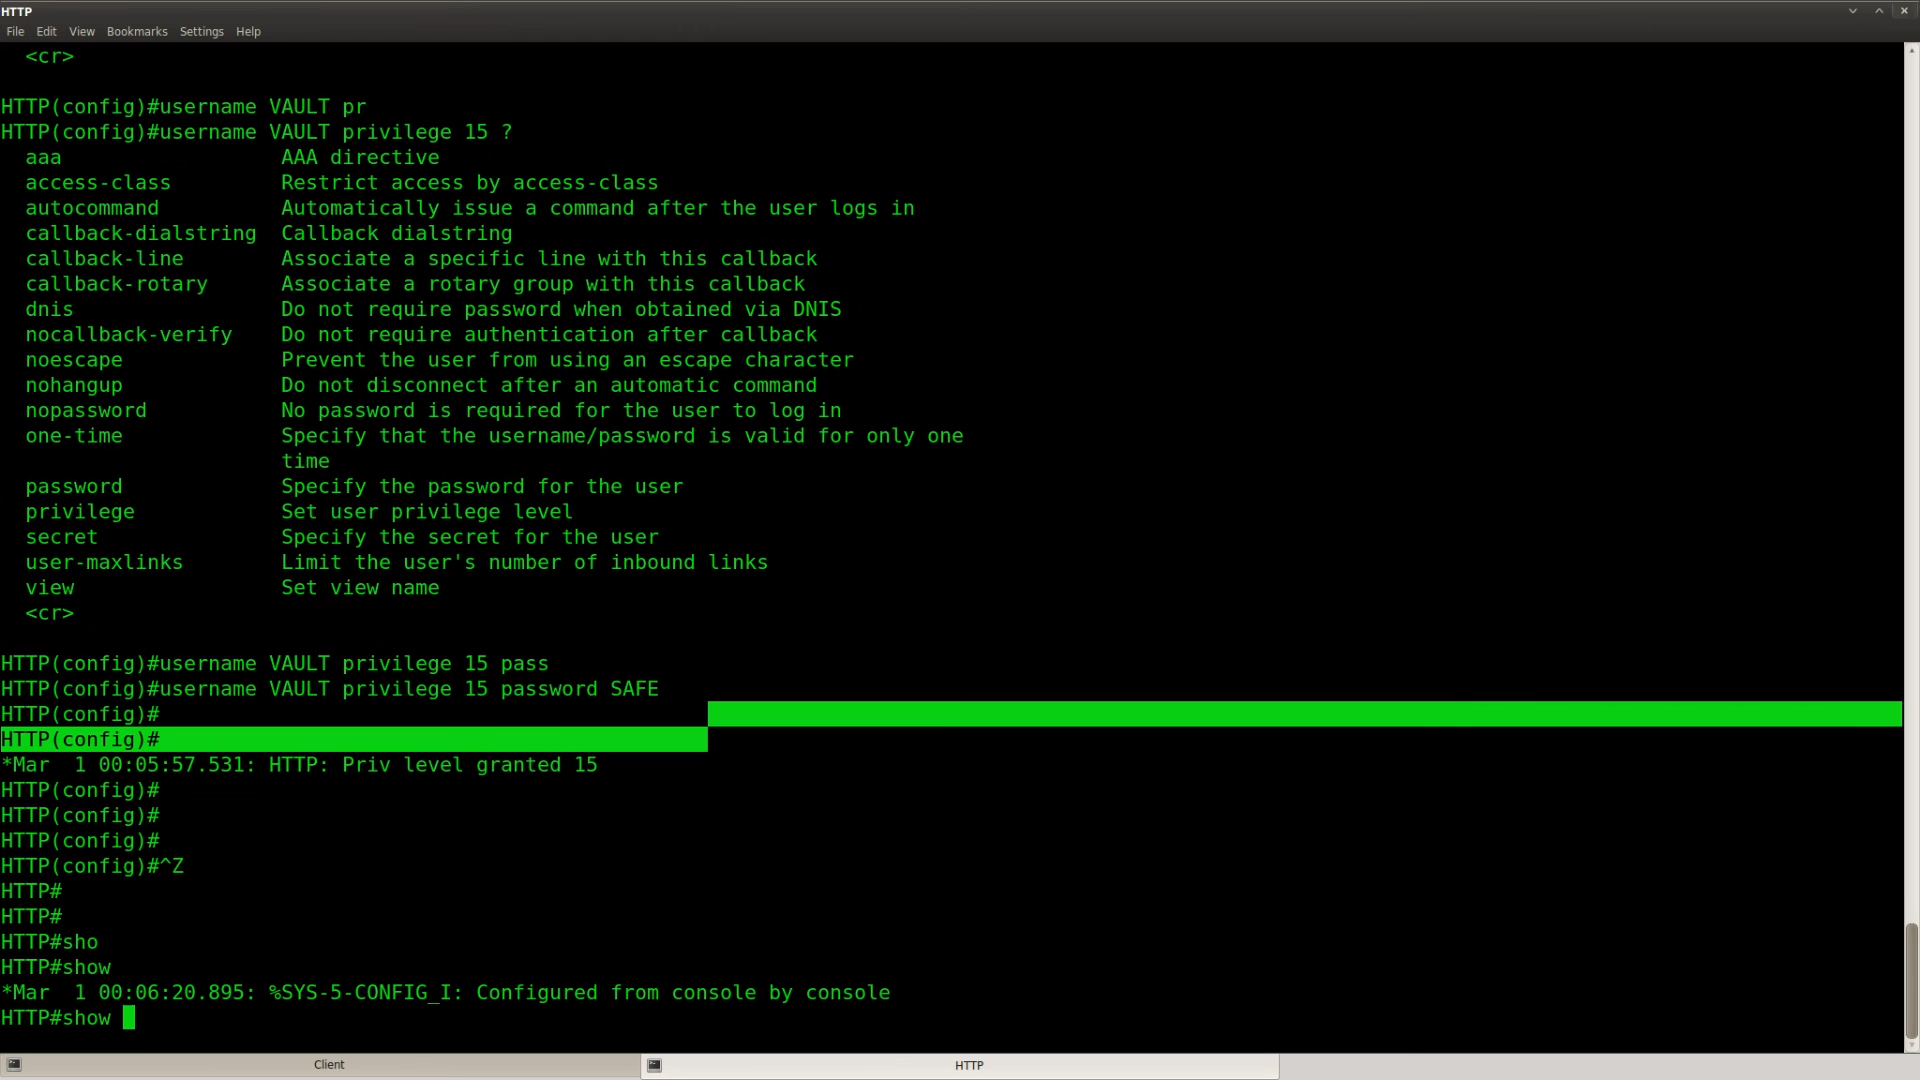 HTTP
File Edit View Bookmarks Settings Help
<cr>
HTTP(config)#username VAULT pr
HTTP(config)#username VAULT privilege 15 ?
aaa AAA directive
access-class Restrict access by access-class
autocommand Automatically issue a command after the user logs in
callback-dialstring Callback dialstring
callback-line Associate a specific line with this callback
callback-rotary Associate a rotary group with this callback
dnis Do not require password when obtained via DNIS
nocallback-verify Do not require authentication after callback
noescape Prevent the user from using an escape character
nohangup Do not disconnect after an automatic command
nopassword No password is required for the user to log in
one-time Specify that the username/password is valid for only one
time
password Specify the password for the user
privilege Set user privilege level
secret Specify the secret for the user
user-maxlinks Limit the user's number of inbound links
view Set view name
<cr>
HTTP(config)#username VAULT privilege 15 pass
HTTP(config)#username VAULT privilege 15 password SAFE
HTTP(config)#
HTTP(config)#
*Mar 1 00:05:57.531: HTTP: Priv level granted 15
HTTP(config)#
HTTP(config)#
HTTP(config)#
HTTP(config)#^Z
HTTP#
HTTP#
HTTP#sho
HTTP#show
*Mar 1 00:06:20.895: %SYS-5-CONFIG_I: Configured from console by console
HTTP#show
Client HTTP